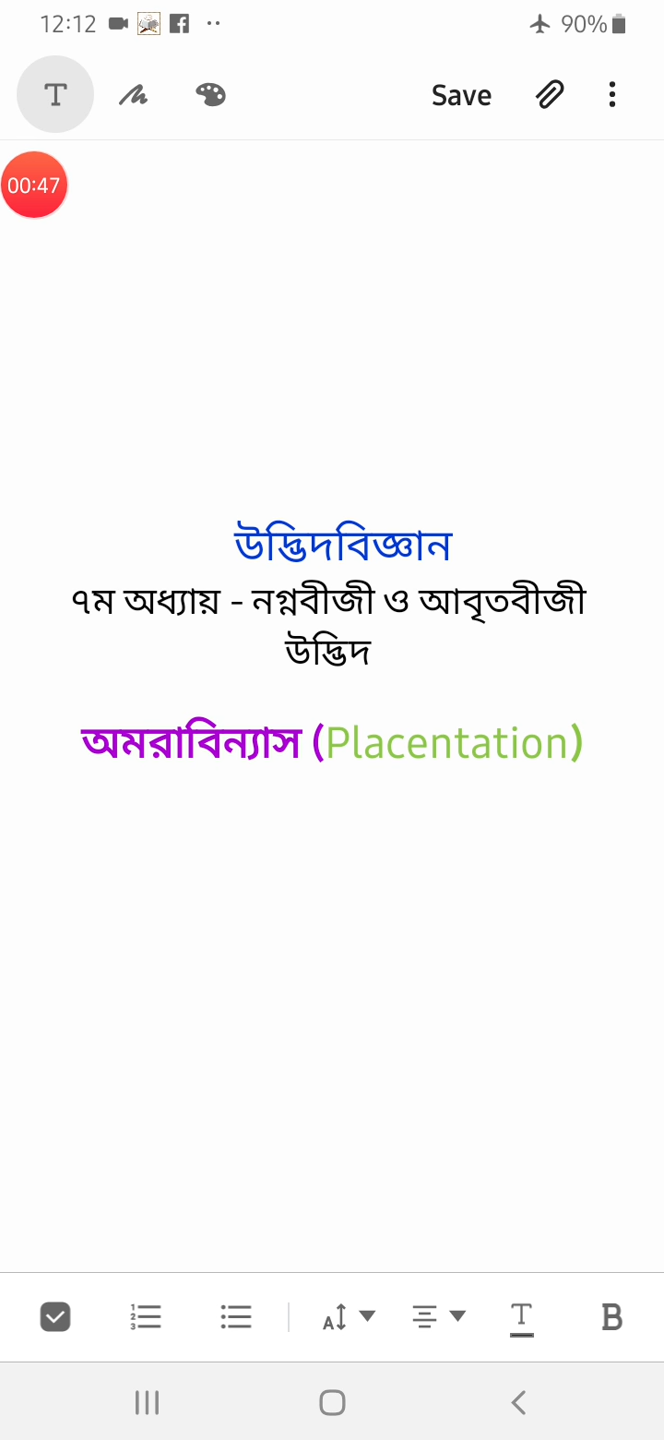 12:12
90%
Save
00:47
উদ্ভিদবিজ্ঞান
৭ম অধ্যায় - নগ্নবীজী ও আবৃতবীজী
উদ্ভিদ
অমরাবিন্যাস (Placentation)